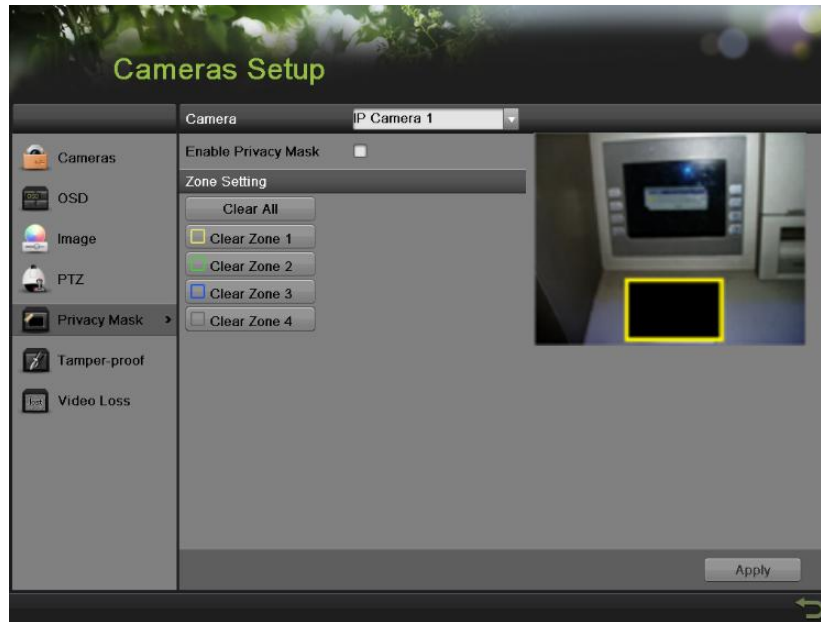 Cameras Setup
Camera IP Camera 1
Cameras
OSD
Image
PTZ
Privacy Mask
Tamper-proof
Video Loss
Enable Privacy Mask
Zone Setting
Clear All
Clear Zone 1
Clear Zone 2
Clear Zone 3
Clear Zone 4
Apply